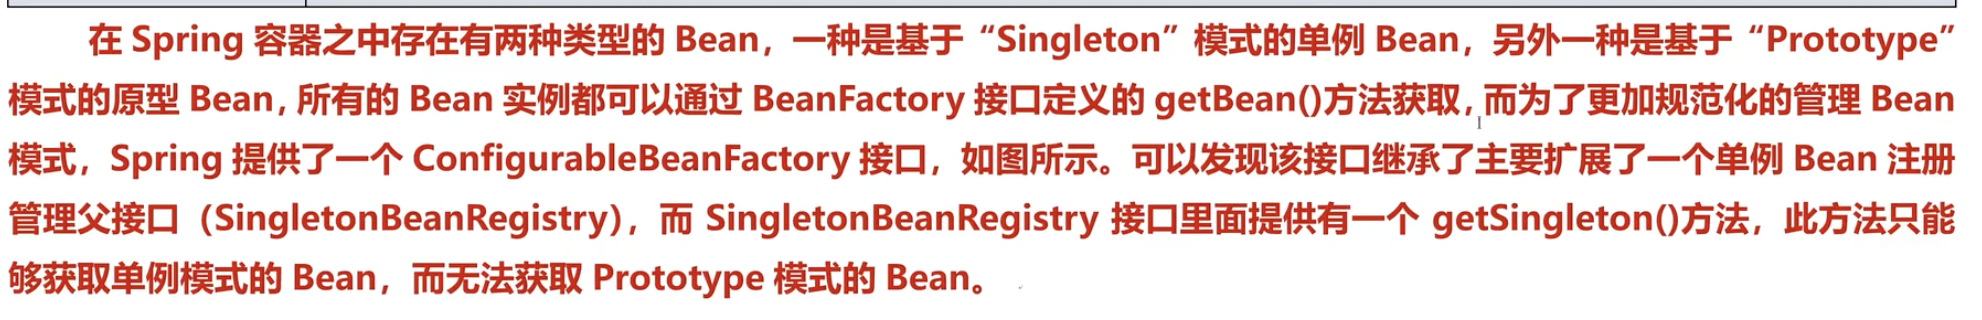 在 Spring 容器之中存在有两种类型的 Bean，一种是基于“Singleton”模式的单例 Bean，另外一种是基于“Prototype”
模式的原型 Bean，所有的 Bean 实例都可以通过 BeanFactory 接口定义的 getBean()方法获取，而为了更加规范化的管理 Bean
模式，Spring 提供了一个 ConfigurableBeanFactory 接口，如图所示。可以发现该接口继承了主要扩展了一个单例 Bean 注册
管理父接口（SingletonBeanRegistry），而 SingletonBeanRegistry 接口里面提供有一个 getSingleton()方法，此方法只能
够获取单例模式的 Bean，而无法获取 Prototype 模式的 Bean。